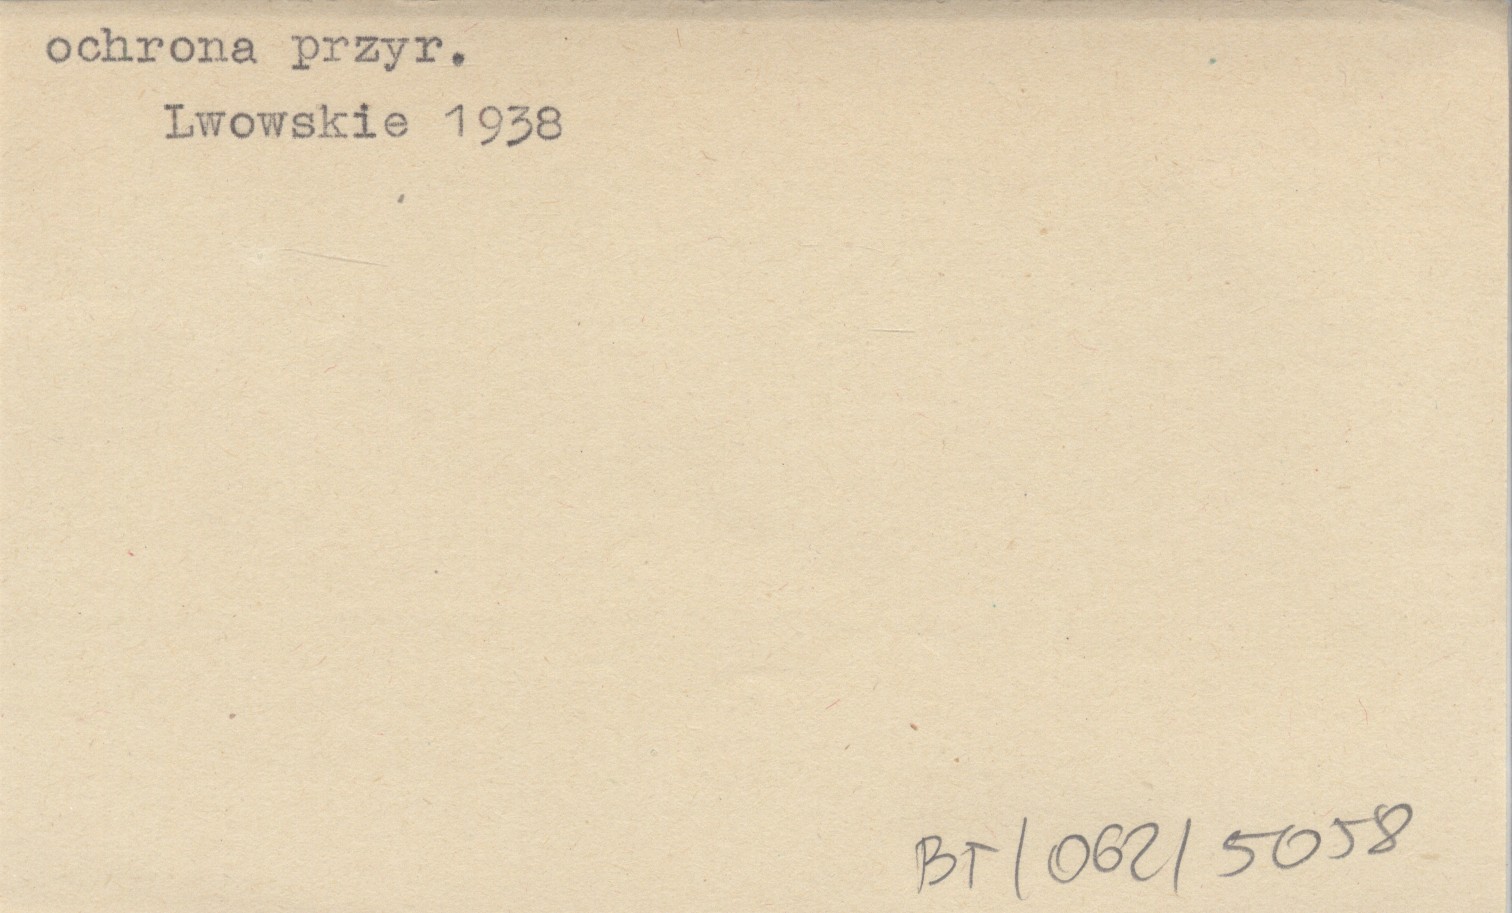 ochrona przyr.
Lwowskie 1938
BT/062/5058